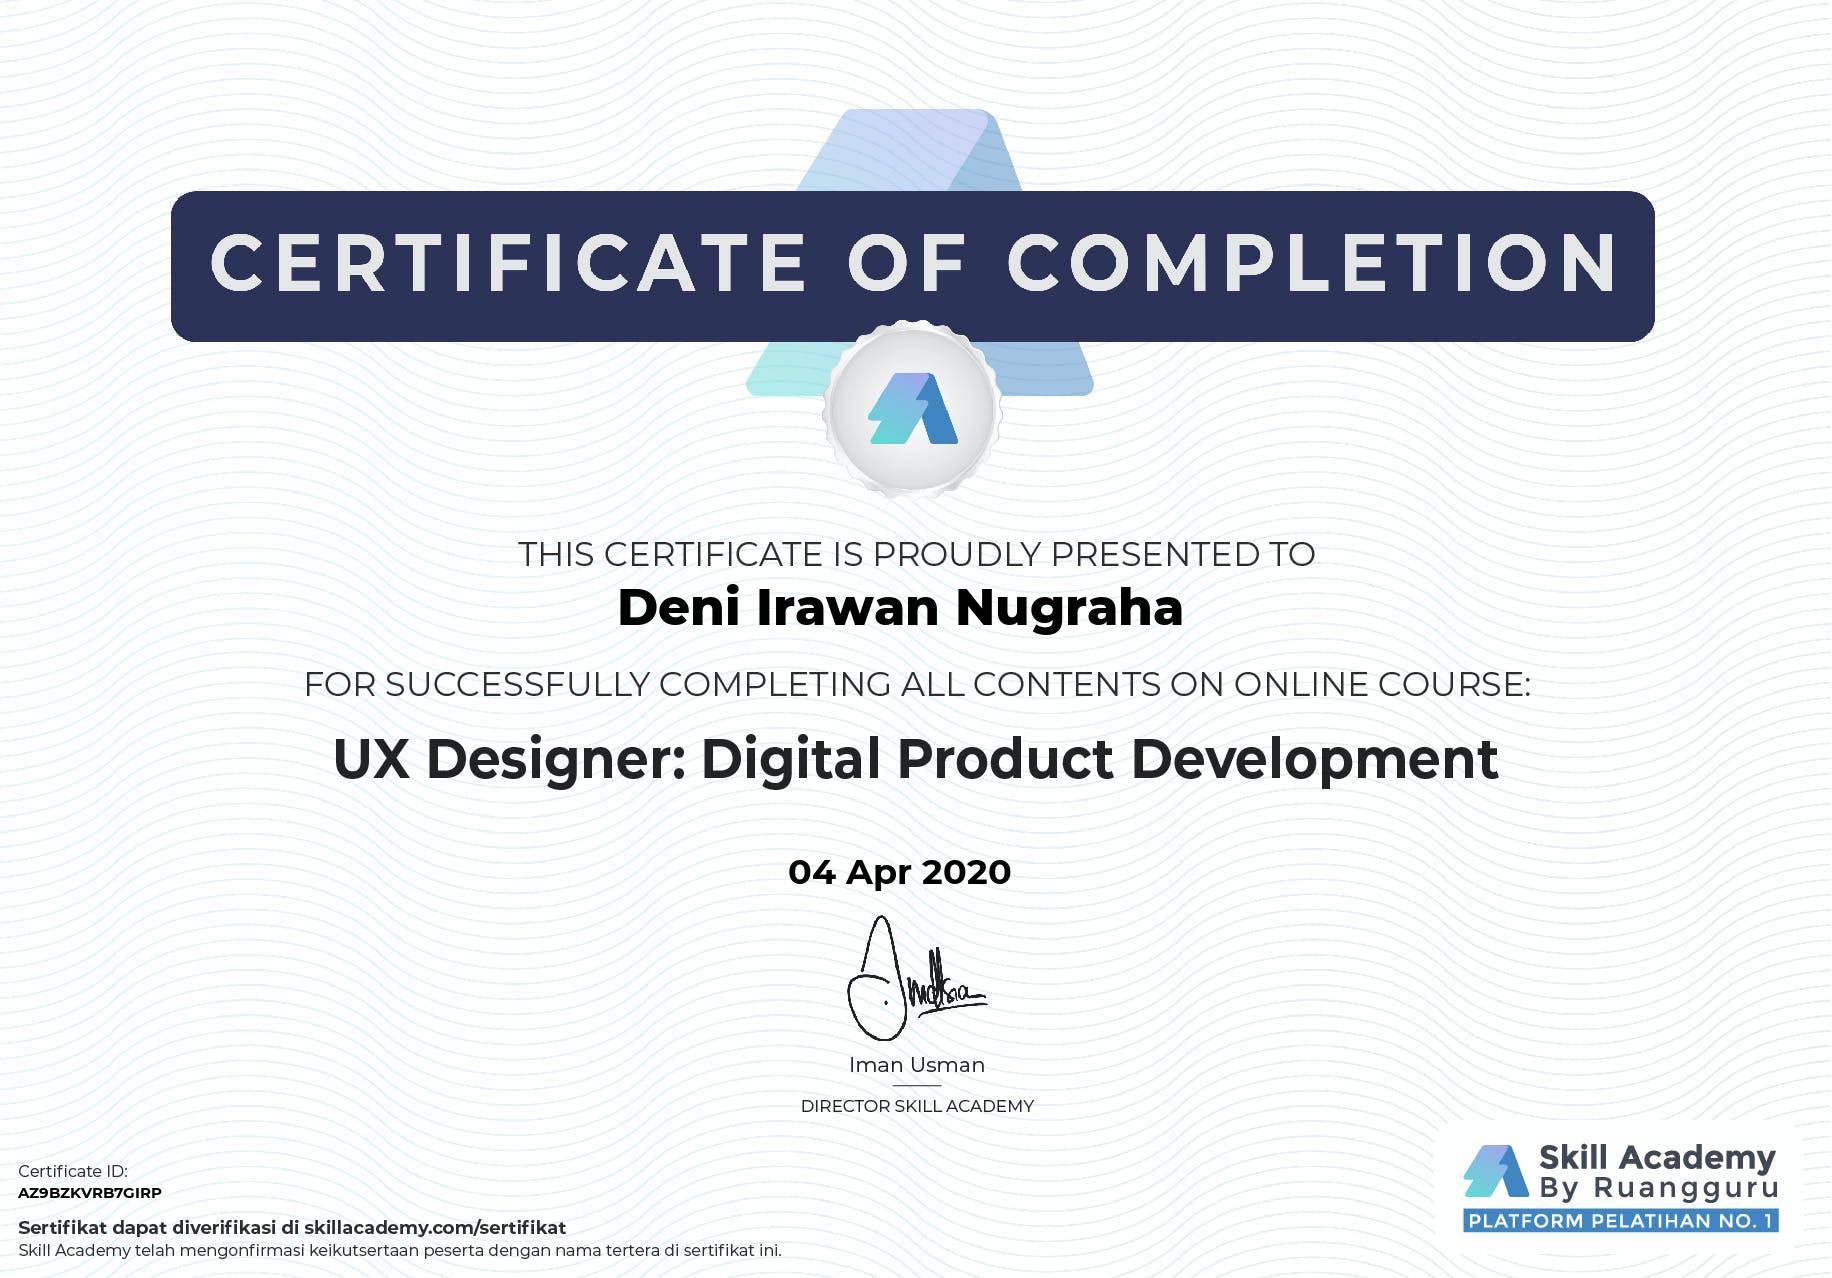 CERTIFICATE OF COMPLETION
THIS CERTIFICATE IS PROUDLY PRESENTED TO
Deni Irawan Nugraha
FOR SUCCESSFULLY COMPLETING ALL CONTENTS ON ONLINE COURSE:
UX Designer: Digital Product Development
04 Apr 2020
Iman Usman
DIRECTOR SKILL ACADEMY
Certificate ID:
AZ9BZKVRB7GIRP
Sertifikat dapat diverifikasi di skillacademy.com/sertifikat
Skill Academy telah mengonfirmasi keikutsertaan peserta dengan nama tertera di sertifikat ini.
Skill Academy
By Ruangguru
PLATFORM PELATIHAN NO. 1